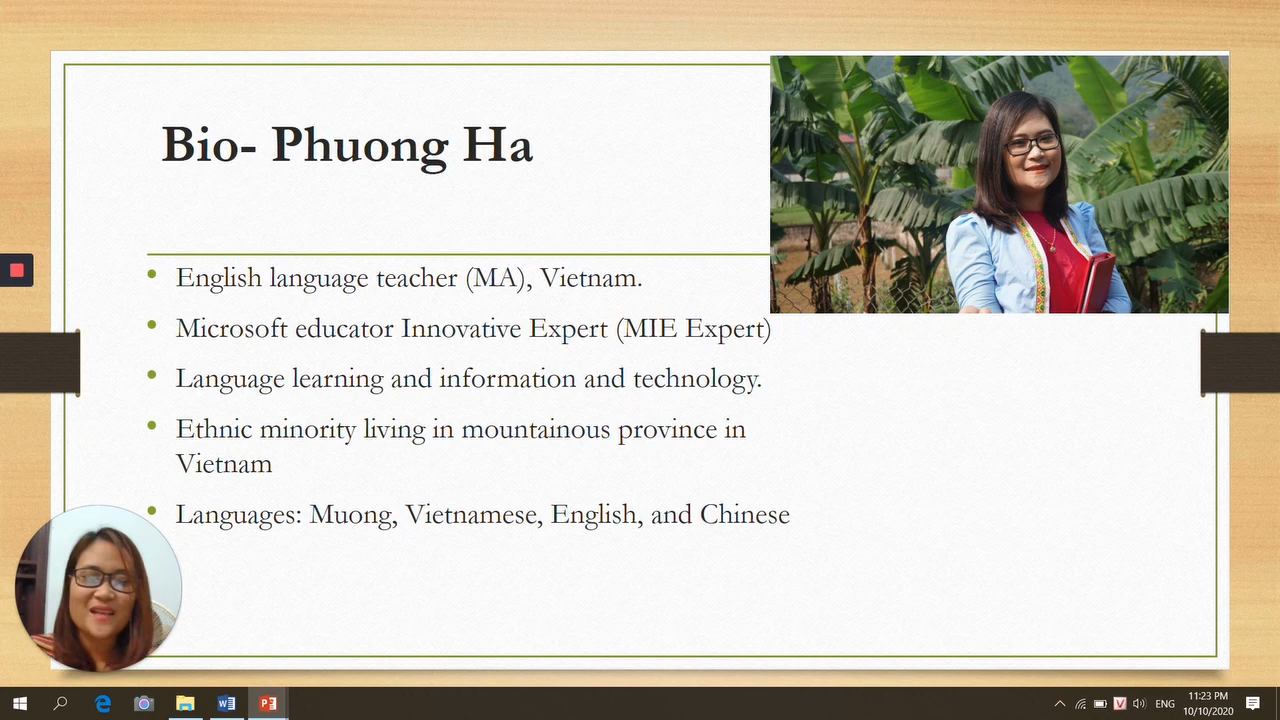 Bio- Phuong Ha
English language teacher (MA), Vietnam.
Microsoft educator Innovative Expert (MIE Expert)
Language learning and information and technology.
Ethnic minority living in mountainous province in
Vietnam
Languages: Muong, Vietnamese, English, and Chinese
W
P
V
ENG
11:23 PM
10/10/2020